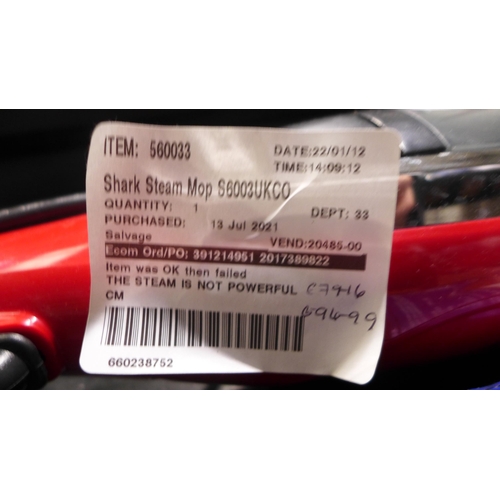 ITEM: 560033 DATE:22/01/12
TIME:14:09:12
Shark Steam Mop S6003UKCO
QUANTITY: 1 DEPT: 33
PURCHASED: 13 Jul 2021
Salvage VEND:20485-00
Ecom Ord/PO: 391214951 2017389822
Item was OK then failed
THE STEAM IS NOT POWERFUL
CM
660238752